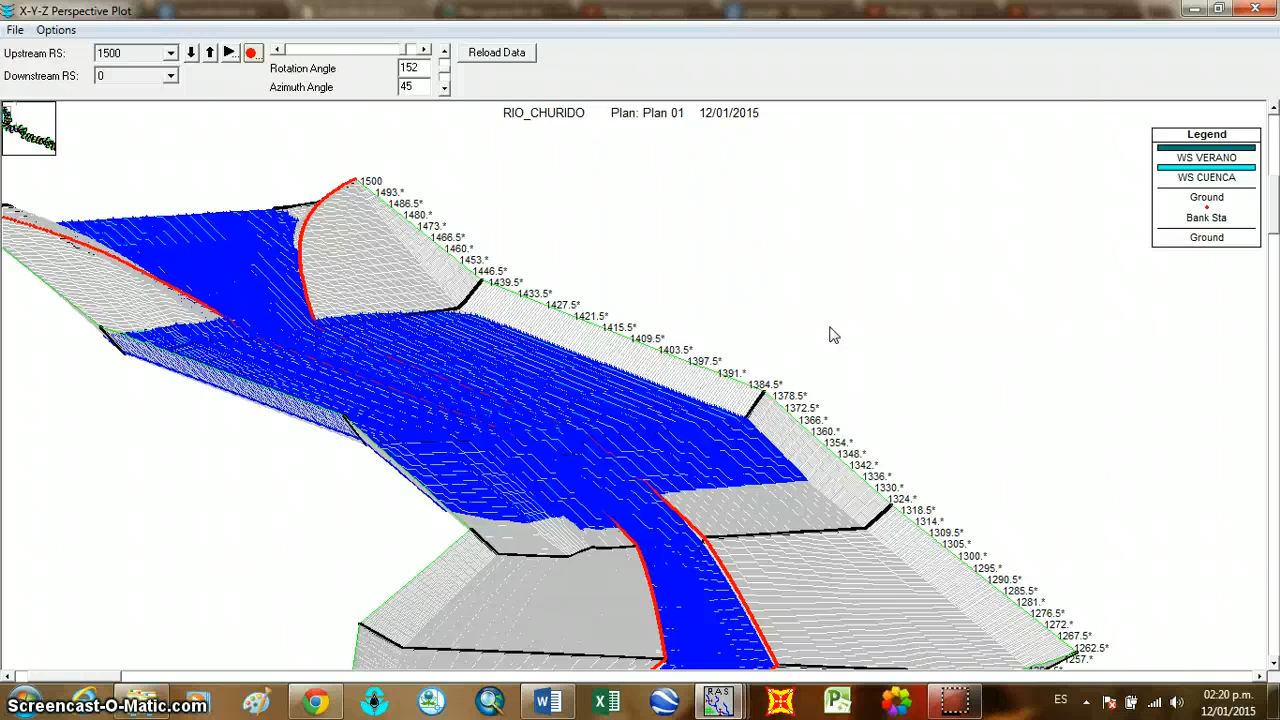 X-Y-Z Perspective Plot
File Options
Upstream RS: 1500
Reload Data
Rotation Angle 152
Downstream RS: 0
Azimuth Angle 45
RIO_CHURIDO Plan: Plan 01 12/01/2015
Legend
WS VERANO
WS CUENCA
Ground
Bank Sta
Ground
1500
1493.*
1486.5*
1480.*
1473.*
1466.5*
1460.*
1453.*
1446.5*
1439.5*
1433.5*
1427.5*
1421.5*
1415.5*
1409.5*
1403.5*
1397.5*
1391.*
1384.5*
1378.5*
1372.5*
1366.*
1360.*
1354.*
1348.*
1342.*
1336.*
1330.*
1324.*
1318.5*
1314.*
1309.5*
1305.*
1300.*
1295.*
1290.5*
1285.5*
1281.*
1276.5*
1272.*
1267.5*
1262.5*
1257.*
RAS
ES
02:20 p.m.
12/01/2015
Screencast-O-Matic.com